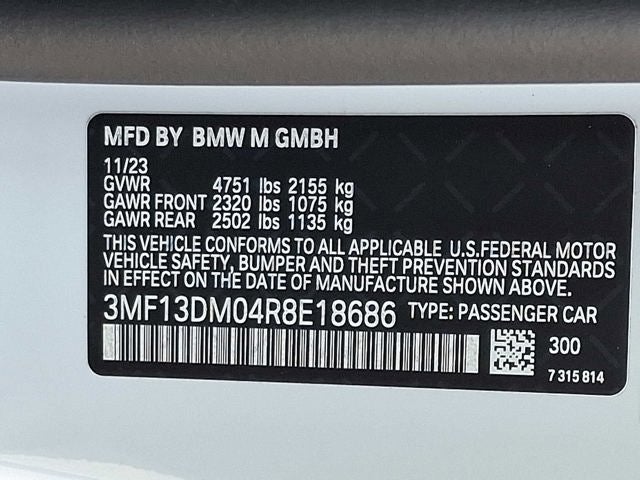 MFD BY BMW M GMBH
11/23
GVWR 4751 lbs 2155 kg
GAWR FRONT 2320 lbs 1075 kg
GAWR REAR 2502 lbs 1135 kg
THIS VEHICLE CONFORMS TO ALL APPLICABLE U.S.FEDERAL MOTOR
VEHICLE SAFETY, BUMPER, AND THEFT PREVENTION STANDARDS
IN EFFECT ON THE DATE OF MANUFACTURE SHOWN ABOVE.
3MF13DM04R8E18686 TYPE: PASSENGER CAR
300
7 315 814